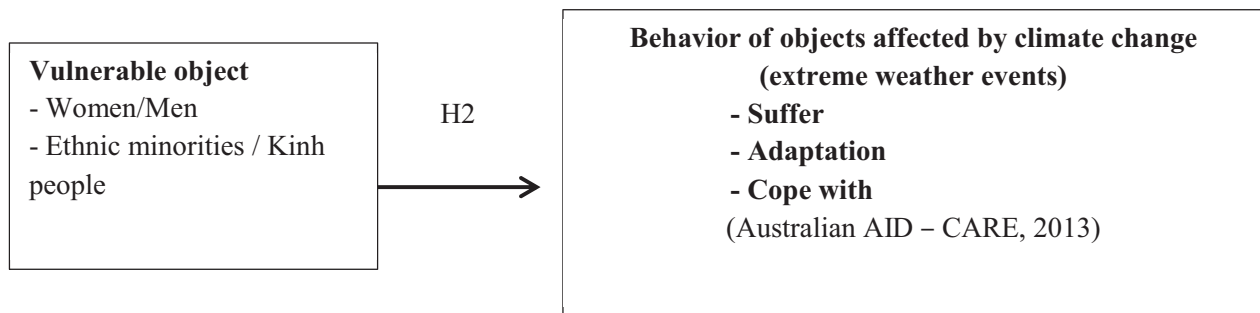 Vulnerable object
- Women/Men
- Ethnic minorities / Kinh
people
H2
Behavior of objects affected by climate change
(extreme weather events)
- Suffer
- Adaptation
- Cope with
(Australian AID – CARE, 2013)